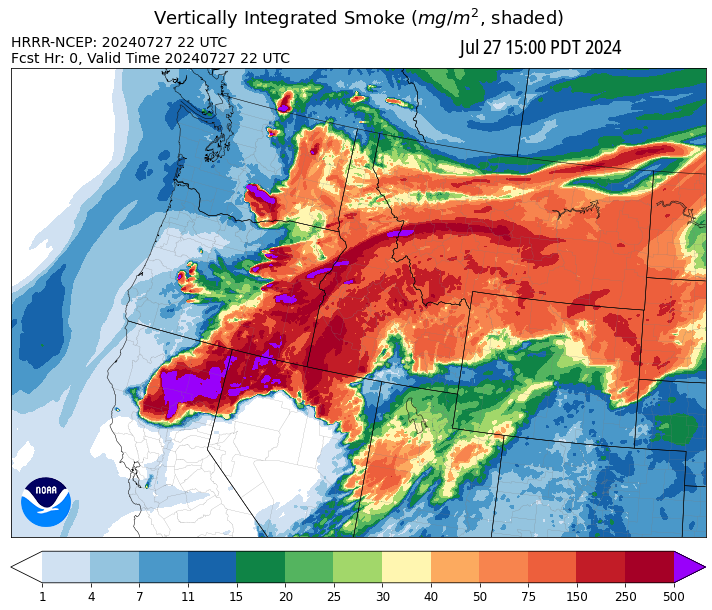 Vertically Integrated Smoke (mg/m², shaded)
HRRR-NCEP: 20240727 22 UTC
Fcst Hr: 0, Valid Time 20240727 22 UTC
Jul 27 15:00 PDT 2024
NOAA
1 4 7 11 15 20 25 30 40 50 75 150 250 500